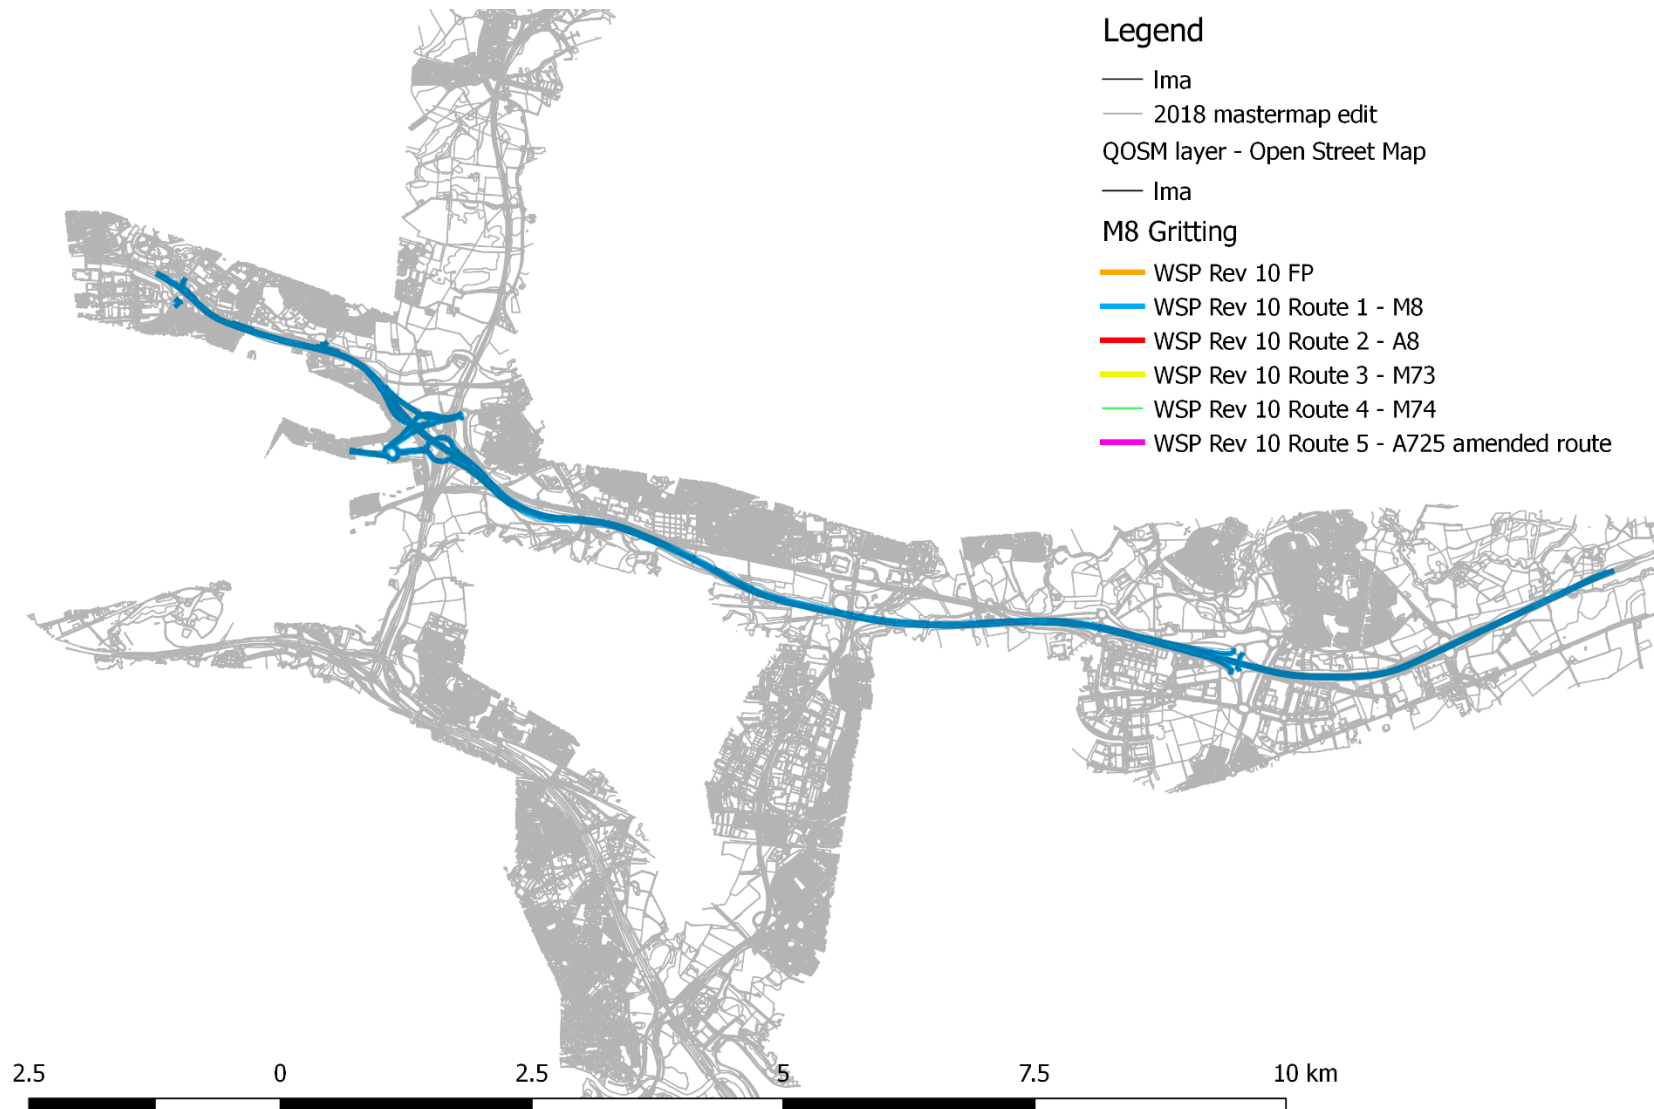 Legend
lma
2018 mastermap edit
QOSM layer - Open Street Map
lma
M8 Gritting
WSP Rev 10 FP
WSP Rev 10 Route 1 - M8
WSP Rev 10 Route 2 - A8
WSP Rev 10 Route 3 - M73
WSP Rev 10 Route 4 - M74
WSP Rev 10 Route 5 - A725 amended route
2.5 0 2.5 5 7.5 10 km